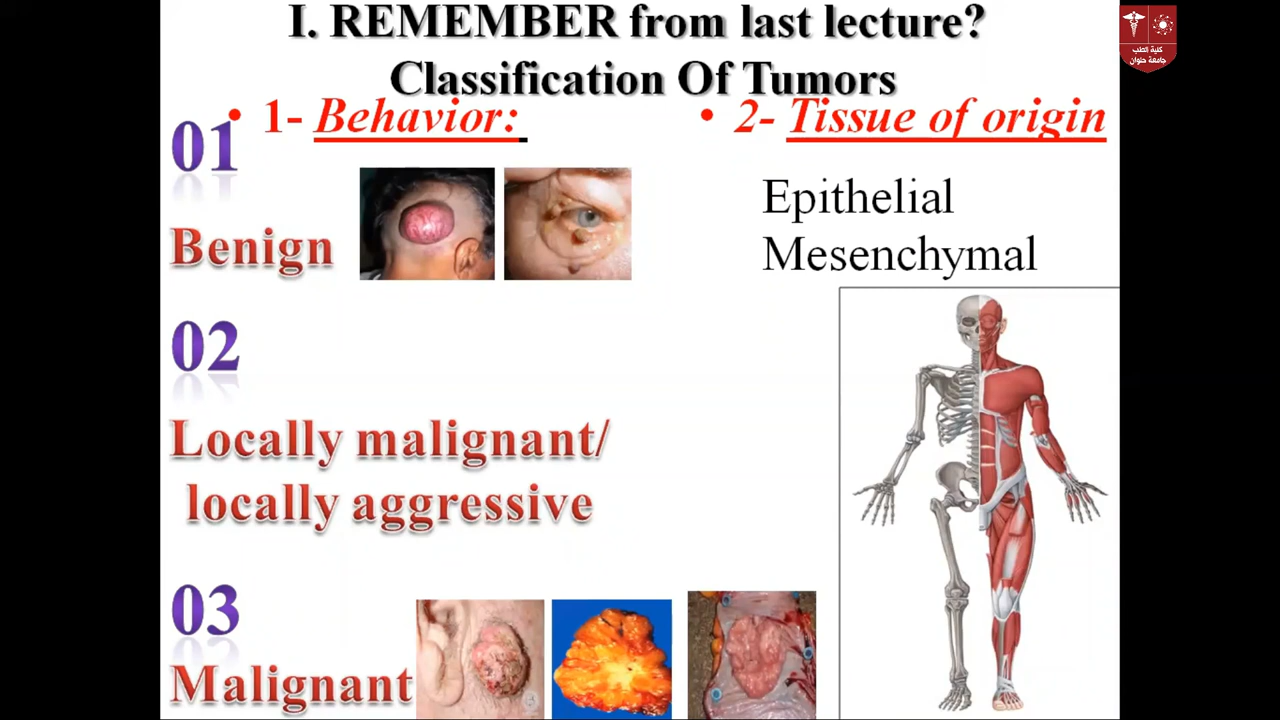 I. REMEMBER from last lecture?
Classification Of Tumors
• 1- Behavior:
01
Benign
02
Locally malignant/
locally aggressive
03
Malignant
• 2- Tissue of origin
Epithelial
Mesenchymal
كلية الطب
جامعة حلوان